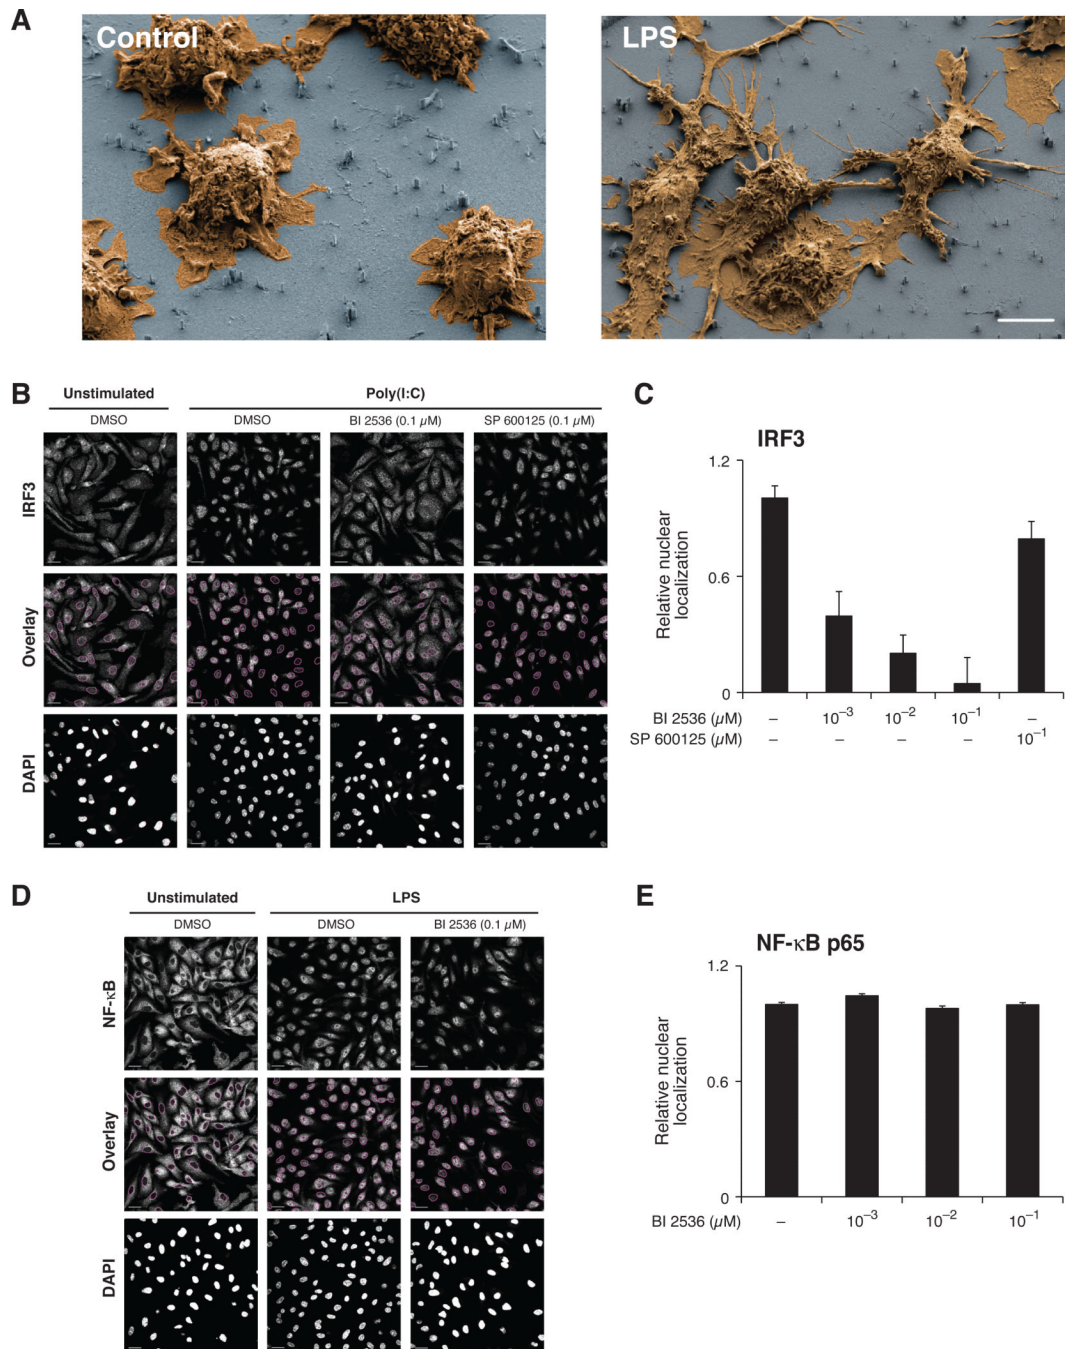 A
Control
LPS
B
Unstimulated
Poly(I:C)
DMSO
DMSO
BI 2536 (0.1 μM)
SP 600125 (0.1 μM)
IRF3
Overlay
DAPI
C
IRF3
Relative nuclear
localization
1.2
0.6
0
BI 2536 (μM)
–
10⁻³
10⁻²
10⁻¹
–
SP 600125 (μM)
–
–
–
–
10⁻¹
D
Unstimulated
LPS
DMSO
DMSO
BI 2536 (0.1 μM)
NF-κB
Overlay
DAPI
E
NF-κB p65
Relative nuclear
localization
1.2
0.6
0
BI 2536 (μM)
–
10⁻³
10⁻²
10⁻¹